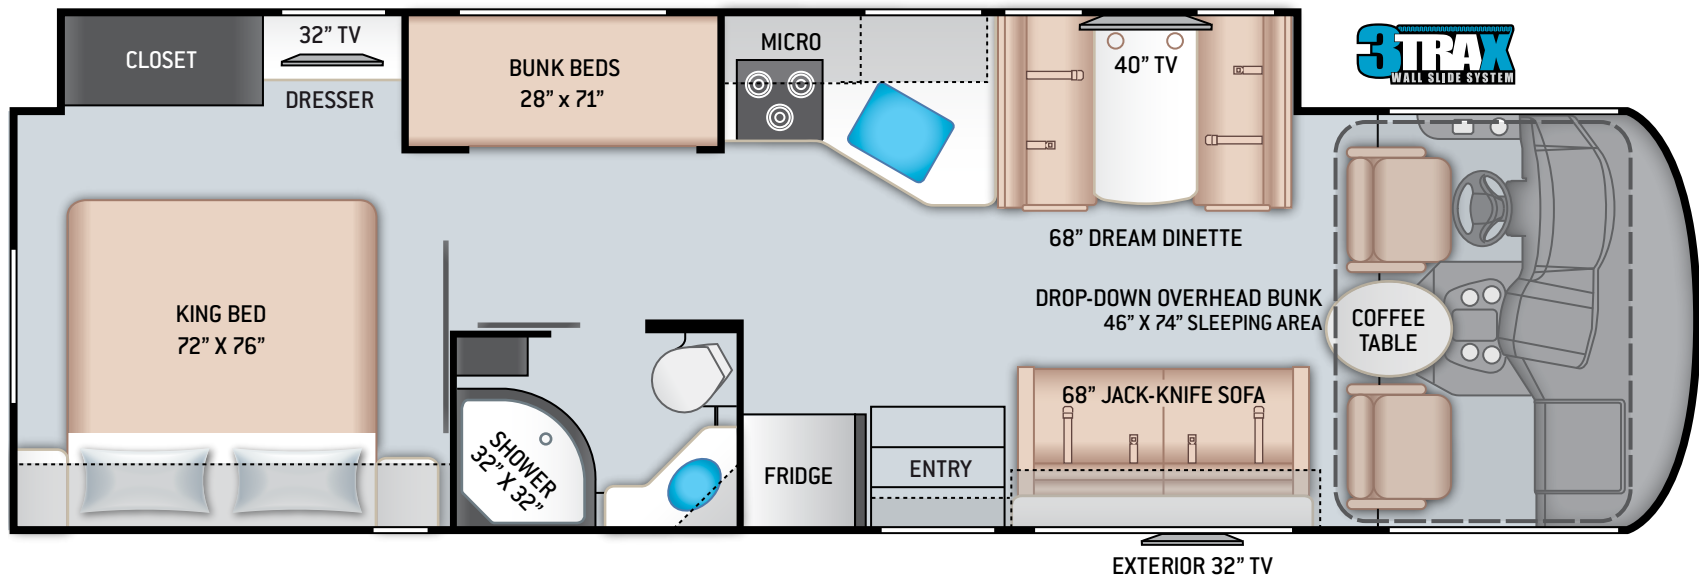 CLOSET
32” TV
DRESSER
BUNK BEDS
28” x 71”
MICRO
40” TV
3TRAX
WALL SLIDE SYSTEM
68” DREAM DINETTE
DROP-DOWN OVERHEAD BUNK
46” X 74” SLEEPING AREA
COFFEE
TABLE
KING BED
72” X 76”
68” JACK-KNIFE SOFA
SHOWER
32” X 32”
FRIDGE
ENTRY
EXTERIOR 32” TV